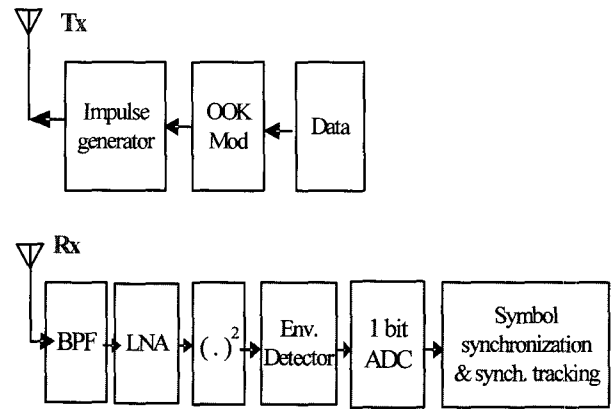 Tx
Impulse
generator
OOK
Mod
Data
Rx
BPF
LNA
( . )²
Env.
Detector
1 bit
ADC
Symbol
synchronization
& synch. tracking